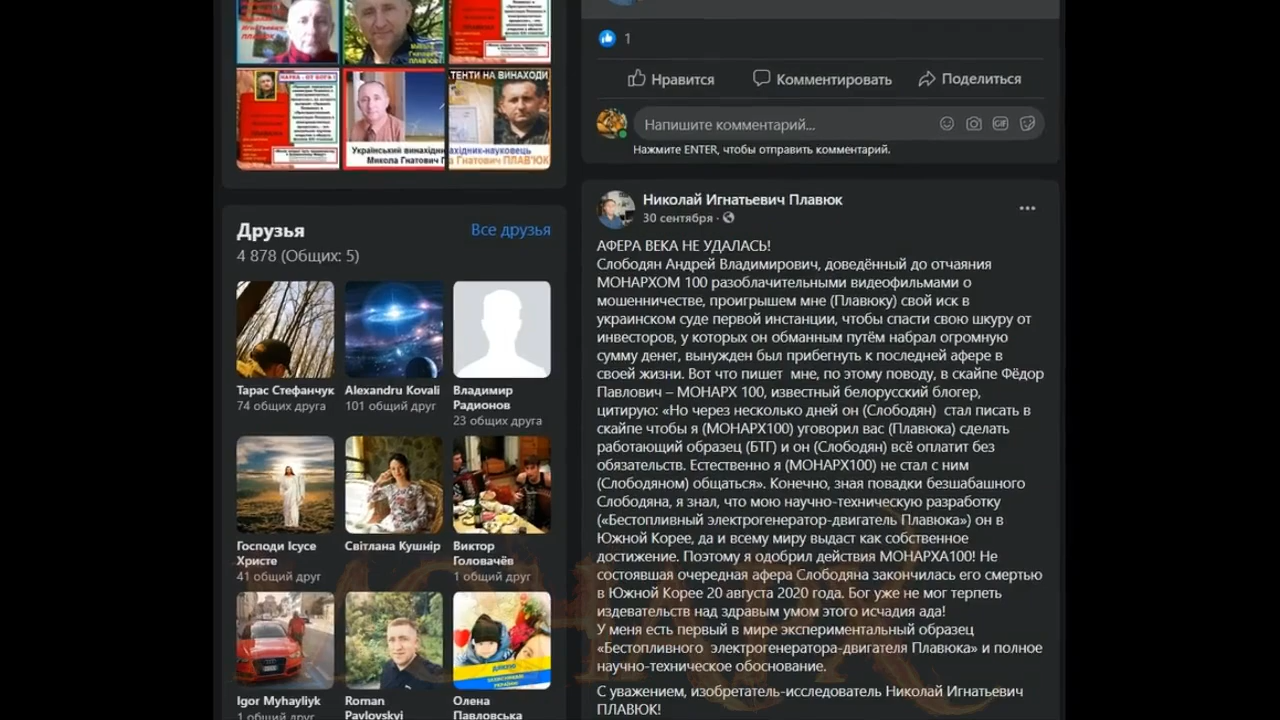 ТЕНТИ НА ВИНАХОДИ
Український винахідник
Микола Гнатович
Гнатович ПЛАВ'ЮК
Друзья
Все друзья
4 878 (Общих: 5)
Тарас Стефанчук
74 общих друга
Alexandru Kovali
101 общий друг
Владимир
Радионов
23 общих друга
Господи Ісусе
Христе
41 общий друг
Світлана Кушнір
Виктор
Головачёв
1 общий друг
Igor Myhayliyk
1 общий друг
Roman
Pavlovskyi
Олена
Павловська
1
Нравится
Комментировать
Поделиться
Напишите комментарий...
Нажмите ENTER, чтобы отправить комментарий.
Николай Игнатьевич Плавюк
30 сентября ·
АФЕРА ВЕКА НЕ УДАЛАСЬ!
Слободян Андрей Владимирович, доведённый до отчаяния
МОНАРХОМ 100 разоблачительными видеофильмами о
мошенничестве, проигрышем мне (Плавюку) свой иск в
украинском суде первой инстанции, чтобы спасти свою шкуру от
инвесторов, у которых он обманным путём набрал огромную
сумму денег, вынужден был прибегнуть к последней афере в
своей жизни. Вот что пишет мне, по этому поводу, в скайпе Фёдор
Павлович – МОНАРХ 100, известный белорусский блогер,
цитирую: «Но через несколько дней он (Слободян) стал писать в
скайпе чтобы я (МОНАРХ100) уговорил вас (Плавюка) сделать
работающий образец (БТГ) и он (Слободян) всё оплатит без
обязательств. Естественно я (МОНАРХ100) не стал с ним
(Слободяном) общаться». Конечно, зная повадки безшабашного
Слободяна, я знал, что мою научно-техническую разработку
(«Бестопливный электрогенератор-двигатель Плавюка») он в
Южной Корее, да и всему миру выдаст как собственное
достижение. Поэтому я одобрил действия МОНАРХА100! Не
состоявшая очередная афера Слободяна закончилась его смертью
в Южной Корее 20 августа 2020 года. Бог уже не мог терпеть
издевательств над здравым умом этого исчадия ада!
У меня есть первый в мире экспериментальный образец
«Бестопливного электрогенератора-двигателя Плавюка» и полное
научно-техническое обоснование.
С уважением, изобретатель-исследователь Николай Игнатьевич
ПЛАВЮК!